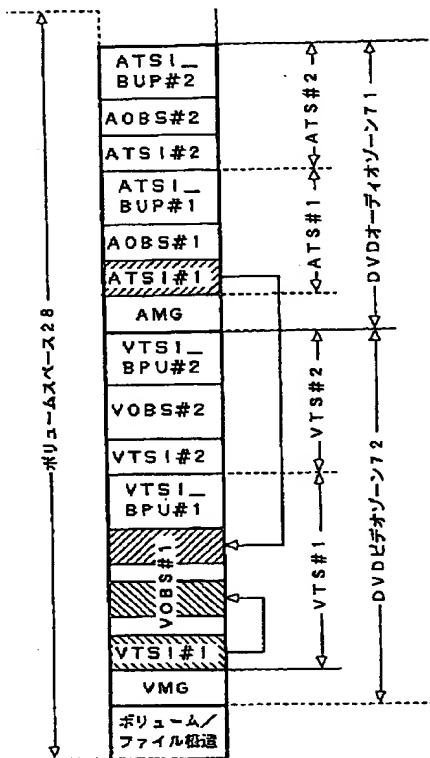 ATSI_
BUP#2
AOBS#2
ATSI#2
ATSI_
BUP#1
AOBS#1
ATSI#1
AMG
VTSI_
BPU#2
VOBS#2
VTSI#2
VTSI_
BPU#1
VOBS#1
VTSI#1
VMG
ボリューム/
ファイル構造
ボリュームスペース28
ATS#2
ATS#1
VTS#2
VTS#1
DVDオーディオゾーン71
DVDビデオゾーン72